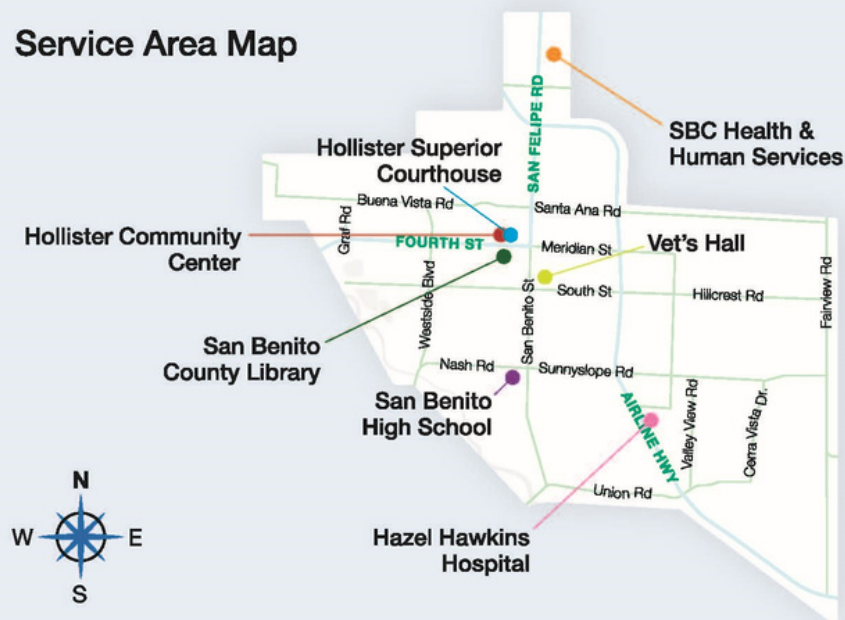 Service Area Map
SAN FELIPE RD
SBC Health &
Human Services
Hollister Superior
Courthouse
Buena Vista Rd
Santa Ana Rd
Graf Rd
Hollister Community
Center
FOURTH ST
Meridian St
Vet's Hall
Westside Blvd
San Benito St
South St
Hillcrest Rd
Fairview Rd
San Benito
County Library
Nash Rd
Sunnyslope Rd
San Benito
High School
AIRLINE HWY
Valley View Rd
Cerra Vista Dr.
Union Rd
Hazel Hawkins
Hospital
N
W
E
S